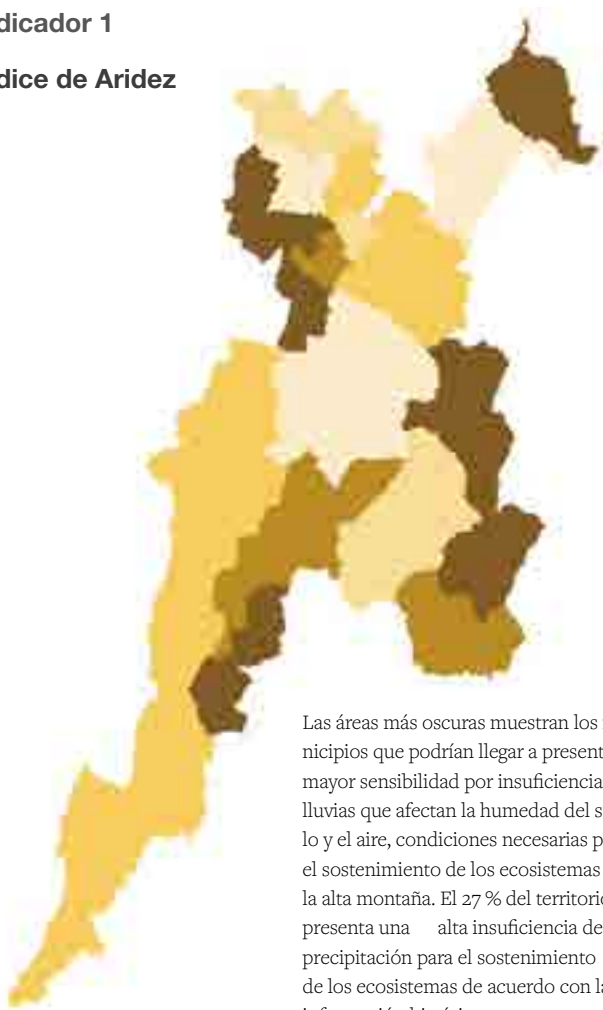 dicador 1
dice de Aridez
Las áreas más oscuras muestran los
nicipios que podrían llegar a present
mayor sensibilidad por insuficiencia
lluvias que afectan la humedad del s
lo y el aire, condiciones necesarias p
el sostenimiento de los ecosistemas
la alta montaña. El 27 % del territorio
presenta una alta insuficiencia de
precipitación para el sostenimiento
de los ecosistemas de acuerdo con la